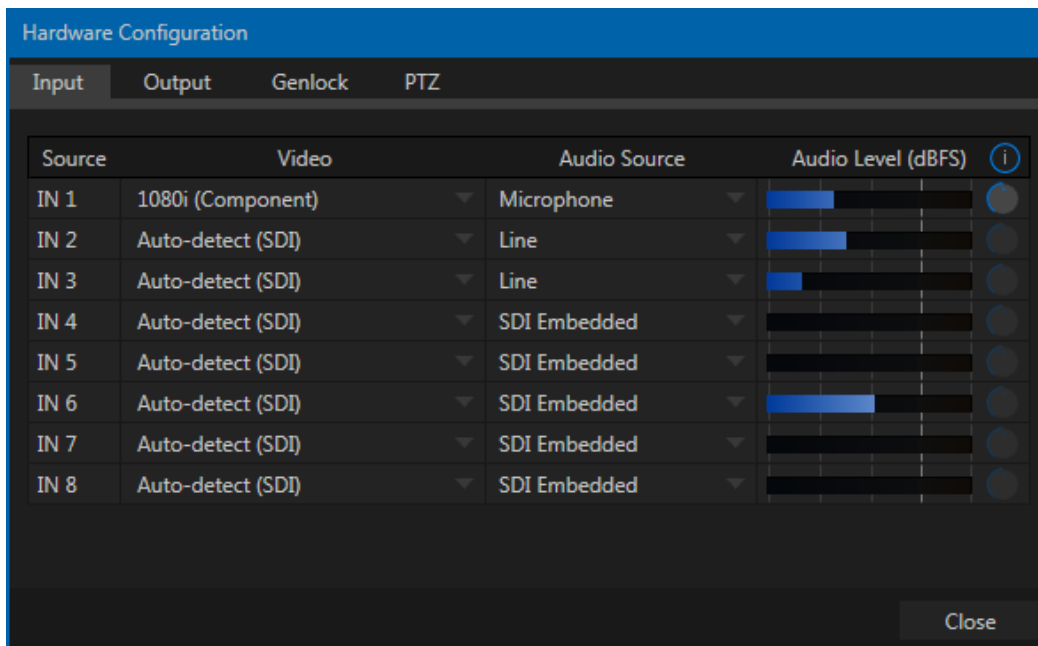 Hardware Configuration
Input Output Genlock PTZ
Source Video Audio Source Audio Level (dBFS) i
IN 1 1080i (Component) Microphone
IN 2 Auto-detect (SDI) Line
IN 3 Auto-detect (SDI) Line
IN 4 Auto-detect (SDI) SDI Embedded
IN 5 Auto-detect (SDI) SDI Embedded
IN 6 Auto-detect (SDI) SDI Embedded
IN 7 Auto-detect (SDI) SDI Embedded
IN 8 Auto-detect (SDI) SDI Embedded
Close